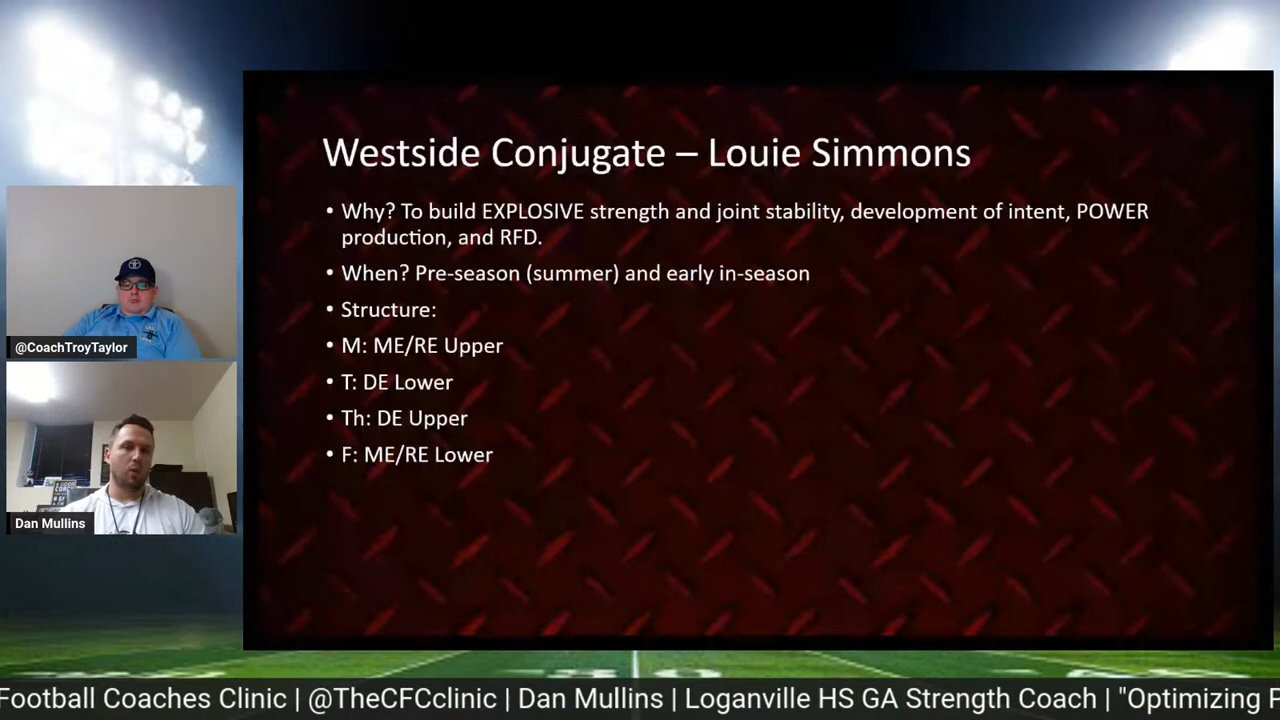 Westside Conjugate – Louie Simmons
• Why? To build EXPLOSIVE strength and joint stability, development of intent, POWER
production, and RFD.
• When? Pre-season (summer) and early in-season
• Structure:
• M: ME/RE Upper
• T: DE Lower
• Th: DE Upper
• F: ME/RE Lower
@CoachTroyTaylor
Dan Mullins
Football Coaches Clinic | @TheCFCclinic | Dan Mullins | Loganville HS GA Strength Coach | "Optimizing